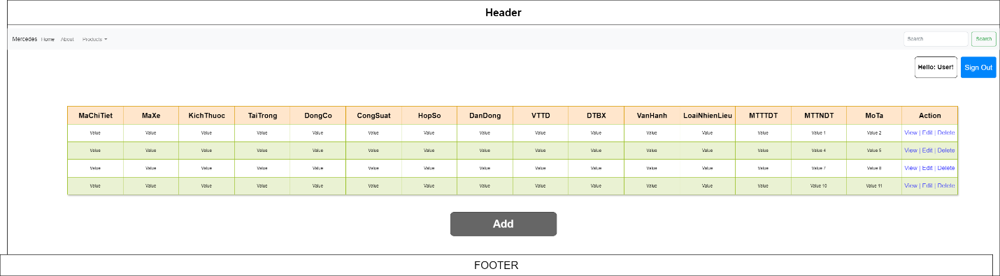 Header
Mercedes Home About Products Search Search
Hello: User! Sign Out
MaChiTiet MaXe KichThuoc TaiTrong DongCo CongSuat HopSo DanDong VTTD DTBX VanHanh LoaiNhienLieu MTTTDT MTTNDT MoTa Action
Value Value Value Value Value Value Value Value Value Value Value Value Value Value 1 Value 2 View | Edit | Delete
Value Value Value Value Value Value Value Value Value Value Value Value Value Value 4 Value 5 View | Edit | Delete
Value Value Value Value Value Value Value Value Value Value Value Value Value Value 7 Value 8 View | Edit | Delete
Value Value Value Value Value Value Value Value Value Value Value Value Value Value 10 Value 11 View | Edit | Delete
Add
FOOTER